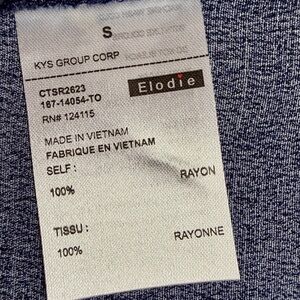 S
KYS GROUP CORP
CTSR2623
167-14054-TO
RN# 124115
Elodie
MADE IN VIETNAM
FABRIQUE EN VIETNAM
SELF :
100% RAYON
TISSU :
100% RAYONNE